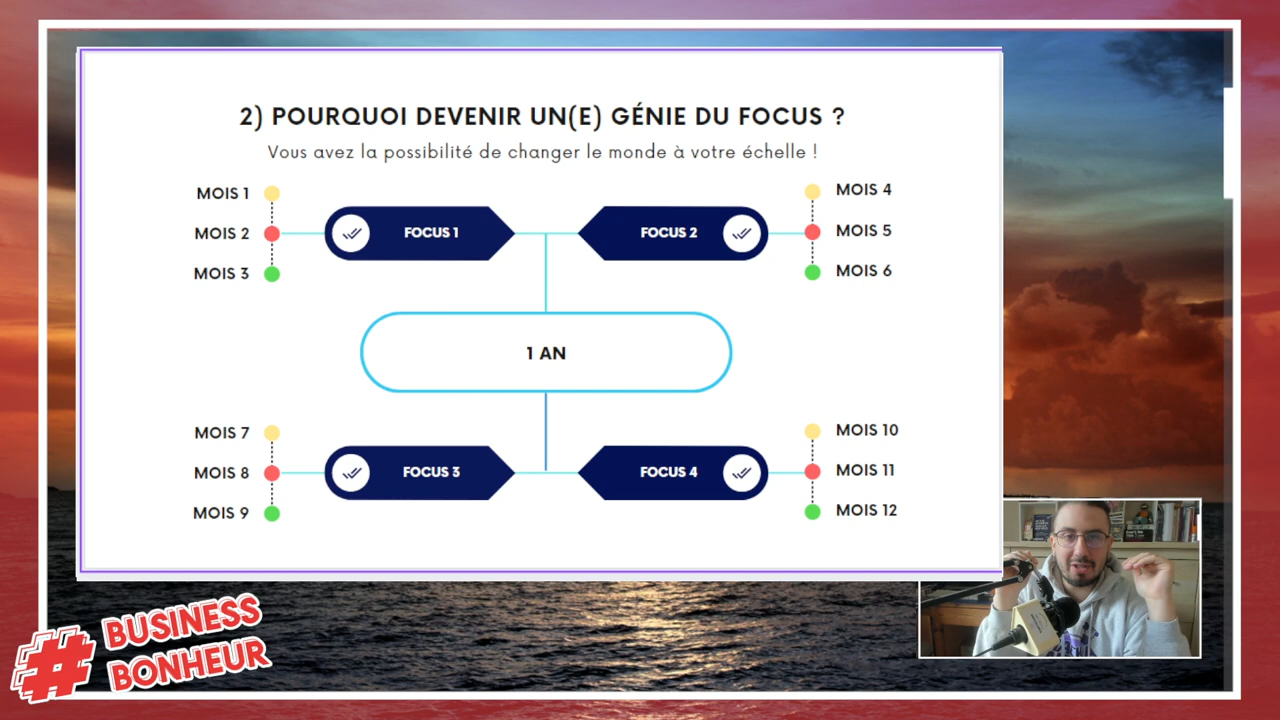 2) POURQUOI DEVENIR UN(E) GÉNIE DU FOCUS ?
Vous avez la possibilité de changer le monde à votre échelle !
MOIS 1
MOIS 2
MOIS 3
FOCUS 1
FOCUS 2
MOIS 4
MOIS 5
MOIS 6
1 AN
MOIS 7
MOIS 8
MOIS 9
FOCUS 3
FOCUS 4
MOIS 10
MOIS 11
MOIS 12
# BUSINESS
BONHEUR